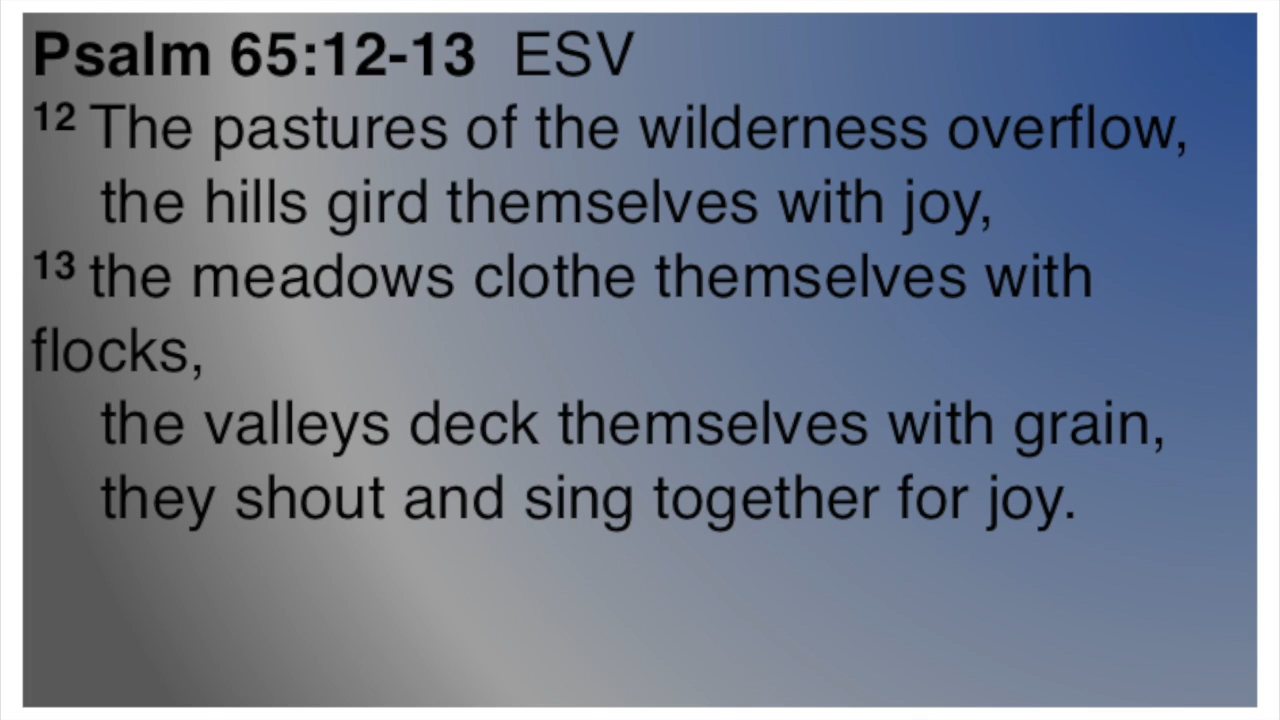 Psalm 65:12-13 ESV
12 The pastures of the wilderness overflow,
the hills gird themselves with joy,
13 the meadows clothe themselves with
flocks,
the valleys deck themselves with grain,
they shout and sing together for joy.